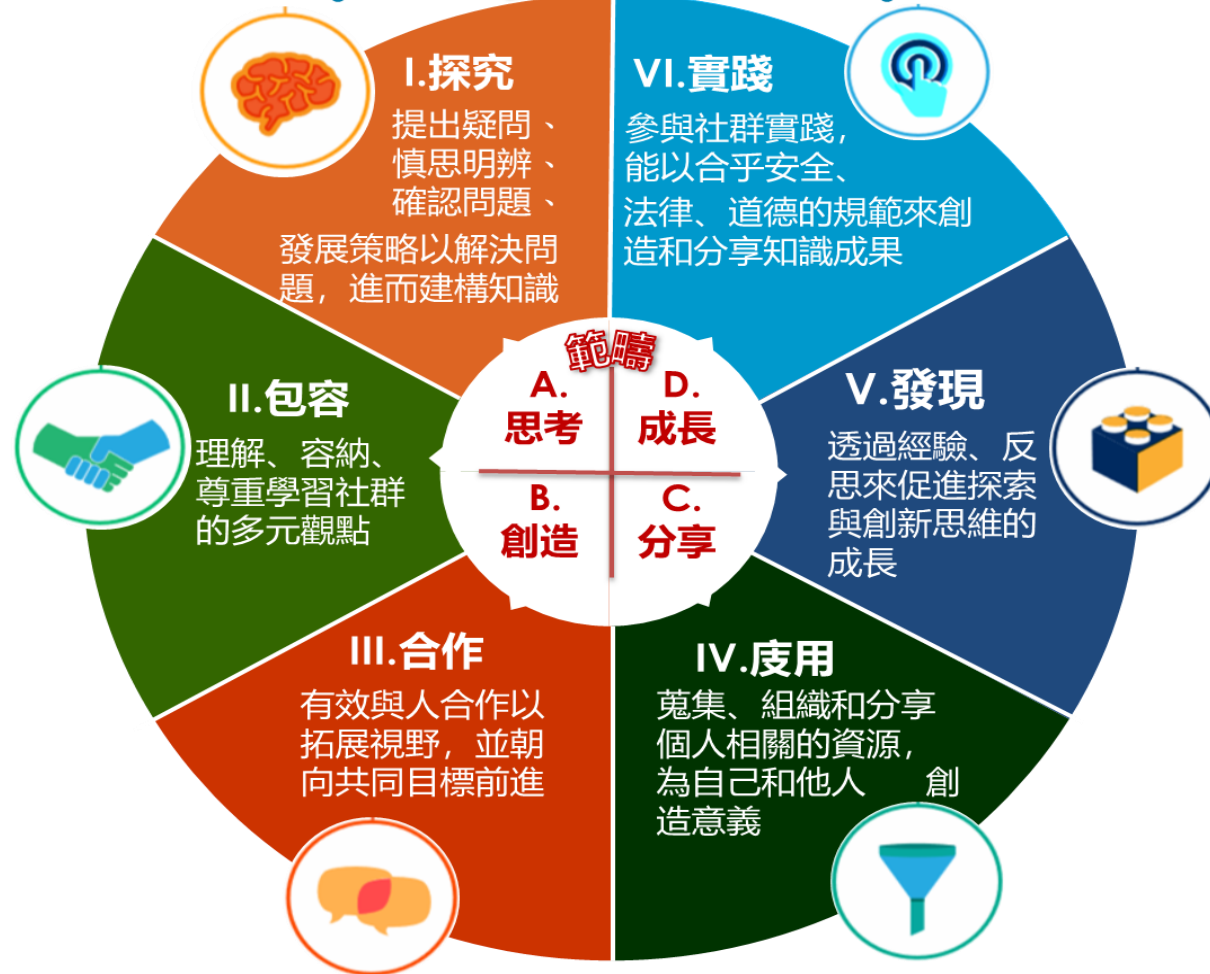 I.探究
提出疑問、
慎思明辨、
確認問題、
發展策略以解決問
題，進而建構知識
II.包容
理解、容納、
尊重學習社群
的多元觀點
III.合作
有效與人合作以
拓展視野，並朝
向共同目標前進
IV.庋用
蒐集、組織和分享
個人相關的資源，
為自己和他人 創
造意義
V.發現
透過經驗、反
思來促進探索
與創新思維的
成長
VI.實踐
參與社群實踐，
能以合乎安全、
法律、道德的規範來創
造和分享知識成果
範疇
A.
思考
B.
創造
C.
分享
D.
成長